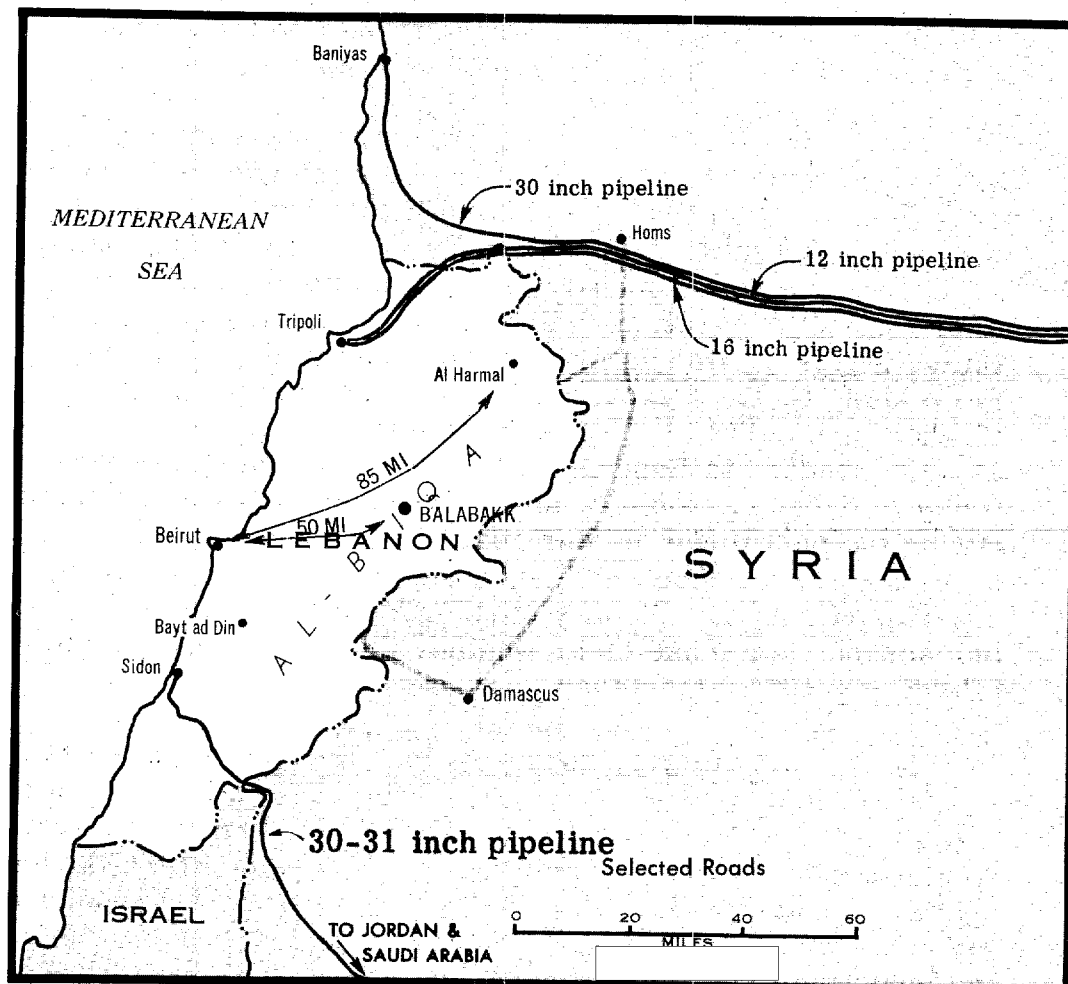 Baniyas
30 inch pipeline
MEDITERRANEAN
SEA
Homs
12 inch pipeline
Tripoli
16 inch pipeline
Al Harmal
85 MI
50 MI
BALABAKK
Beirut
LEBANON
AL-BIQA
SYRIA
Bayt ad Din
Sidon
Damascus
30-31 inch pipeline
Selected Roads
ISRAEL
0 20 40 60
MILES
TO JORDAN &
SAUDI ARABIA